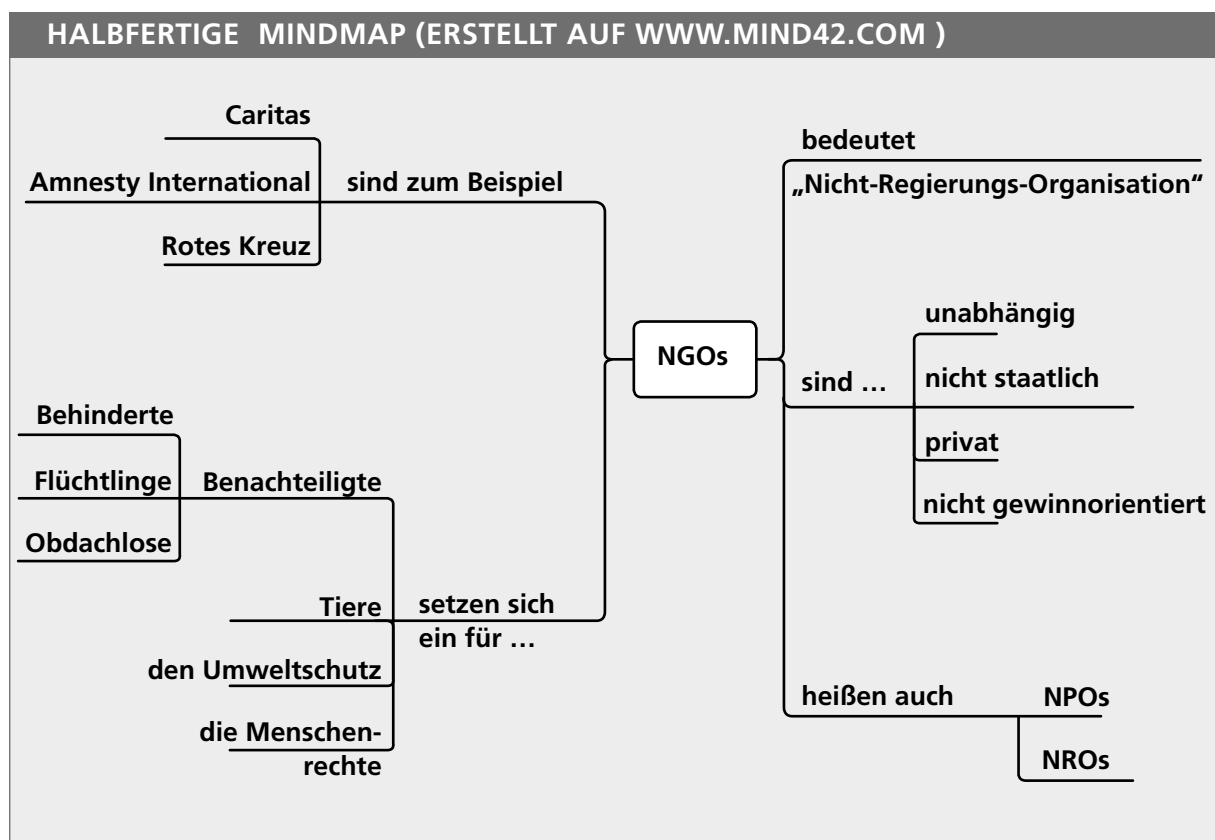 HALBFERTIGE MINDMAP (ERSTELLT AUF WWW.MIND42.COM )
Caritas
Amnesty International
Rotes Kreuz
sind zum Beispiel
Behinderte
Flüchtlinge
Obdachlose
Benachteiligte
Tiere
den Umweltschutz
die Menschen-
rechte
setzen sich
ein für …
NGOs
bedeutet
„Nicht-Regierungs-Organisation“
sind …
unabhängig
nicht staatlich
privat
nicht gewinnorientiert
heißen auch
NPOs
NROs